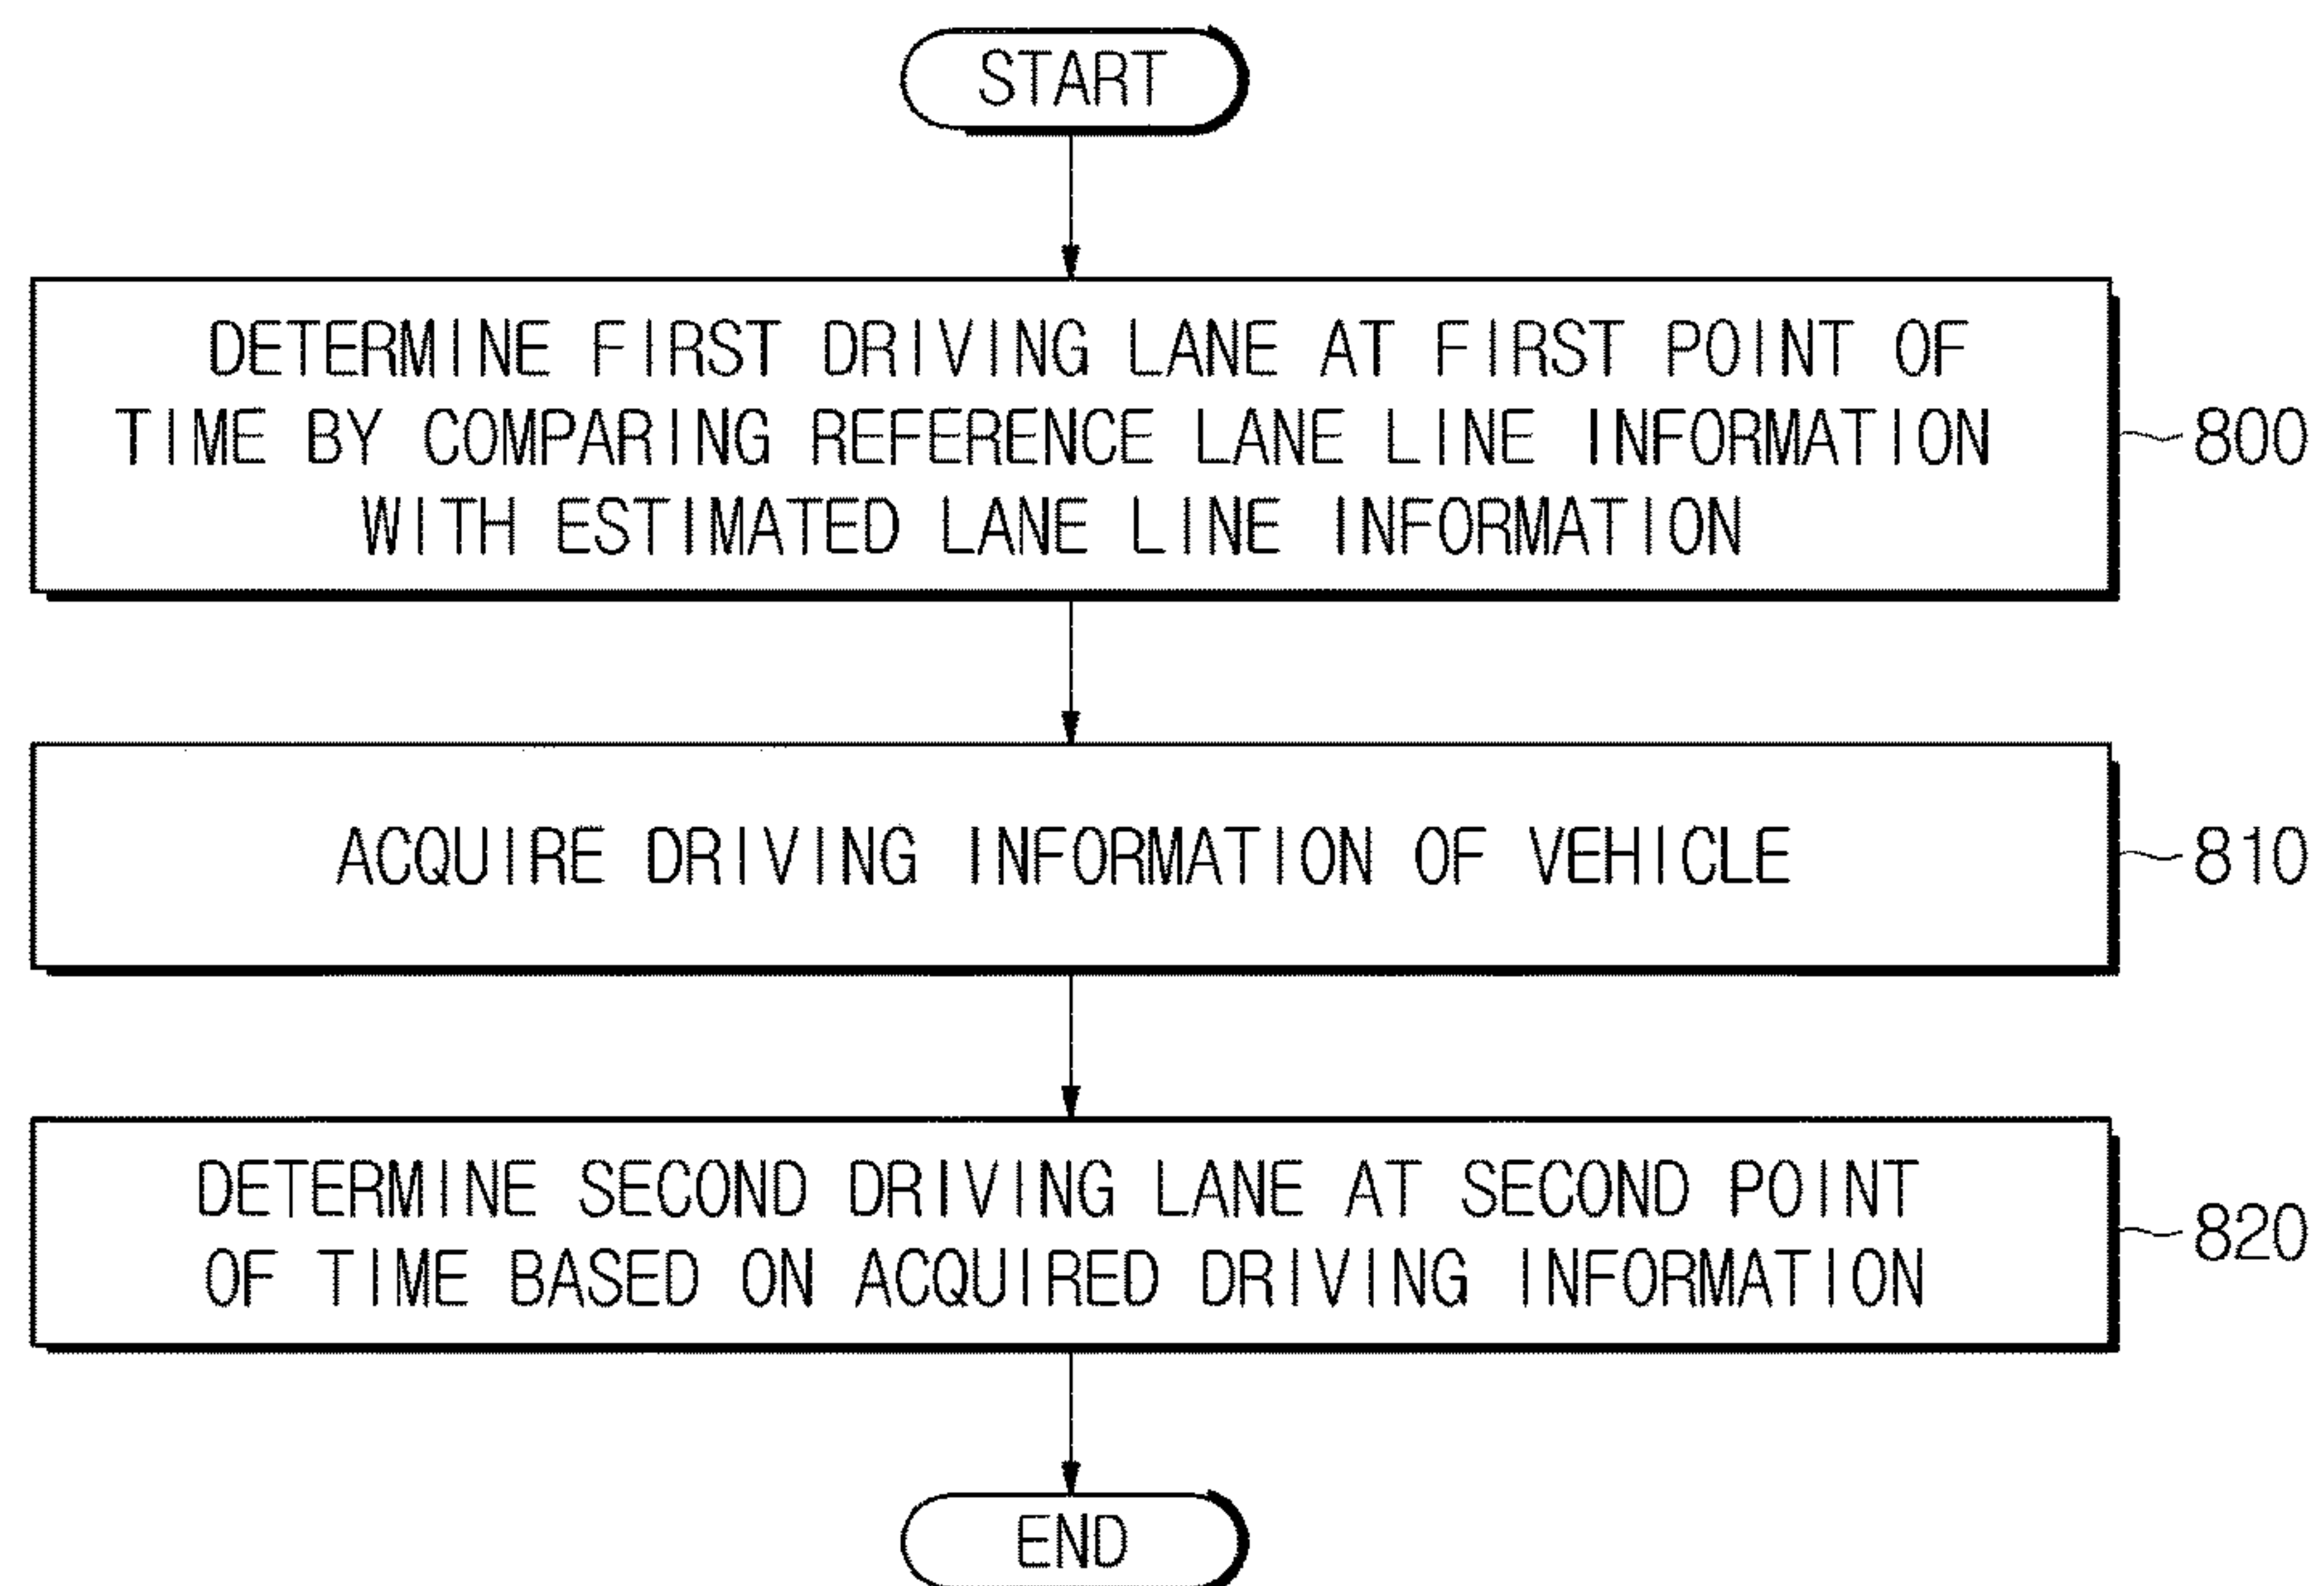 START
DETERMINE FIRST DRIVING LANE AT FIRST POINT OF
TIME BY COMPARING REFERENCE LANE LINE INFORMATION
WITH ESTIMATED LANE LINE INFORMATION
800
ACQUIRE DRIVING INFORMATION OF VEHICLE
810
DETERMINE SECOND DRIVING LANE AT SECOND POINT
OF TIME BASED ON ACQUIRED DRIVING INFORMATION
820
END